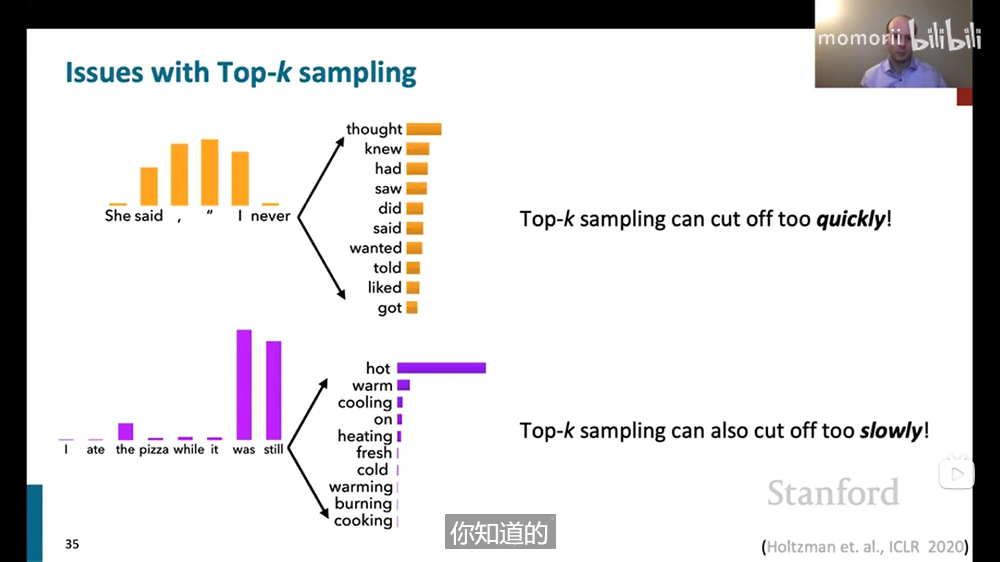 momorii bilibili
Issues with Top-k sampling
thought
knew
had
saw
did
said
wanted
told
liked
got
She said , “ I never
Top-k sampling can cut off too quickly!
hot
warm
cooling
on
heating
fresh
cold
warming
burning
cooking
I ate the pizza while it was still
Top-k sampling can also cut off too slowly!
Stanford
你知道的
35
(Holtzman et. al., ICLR 2020)